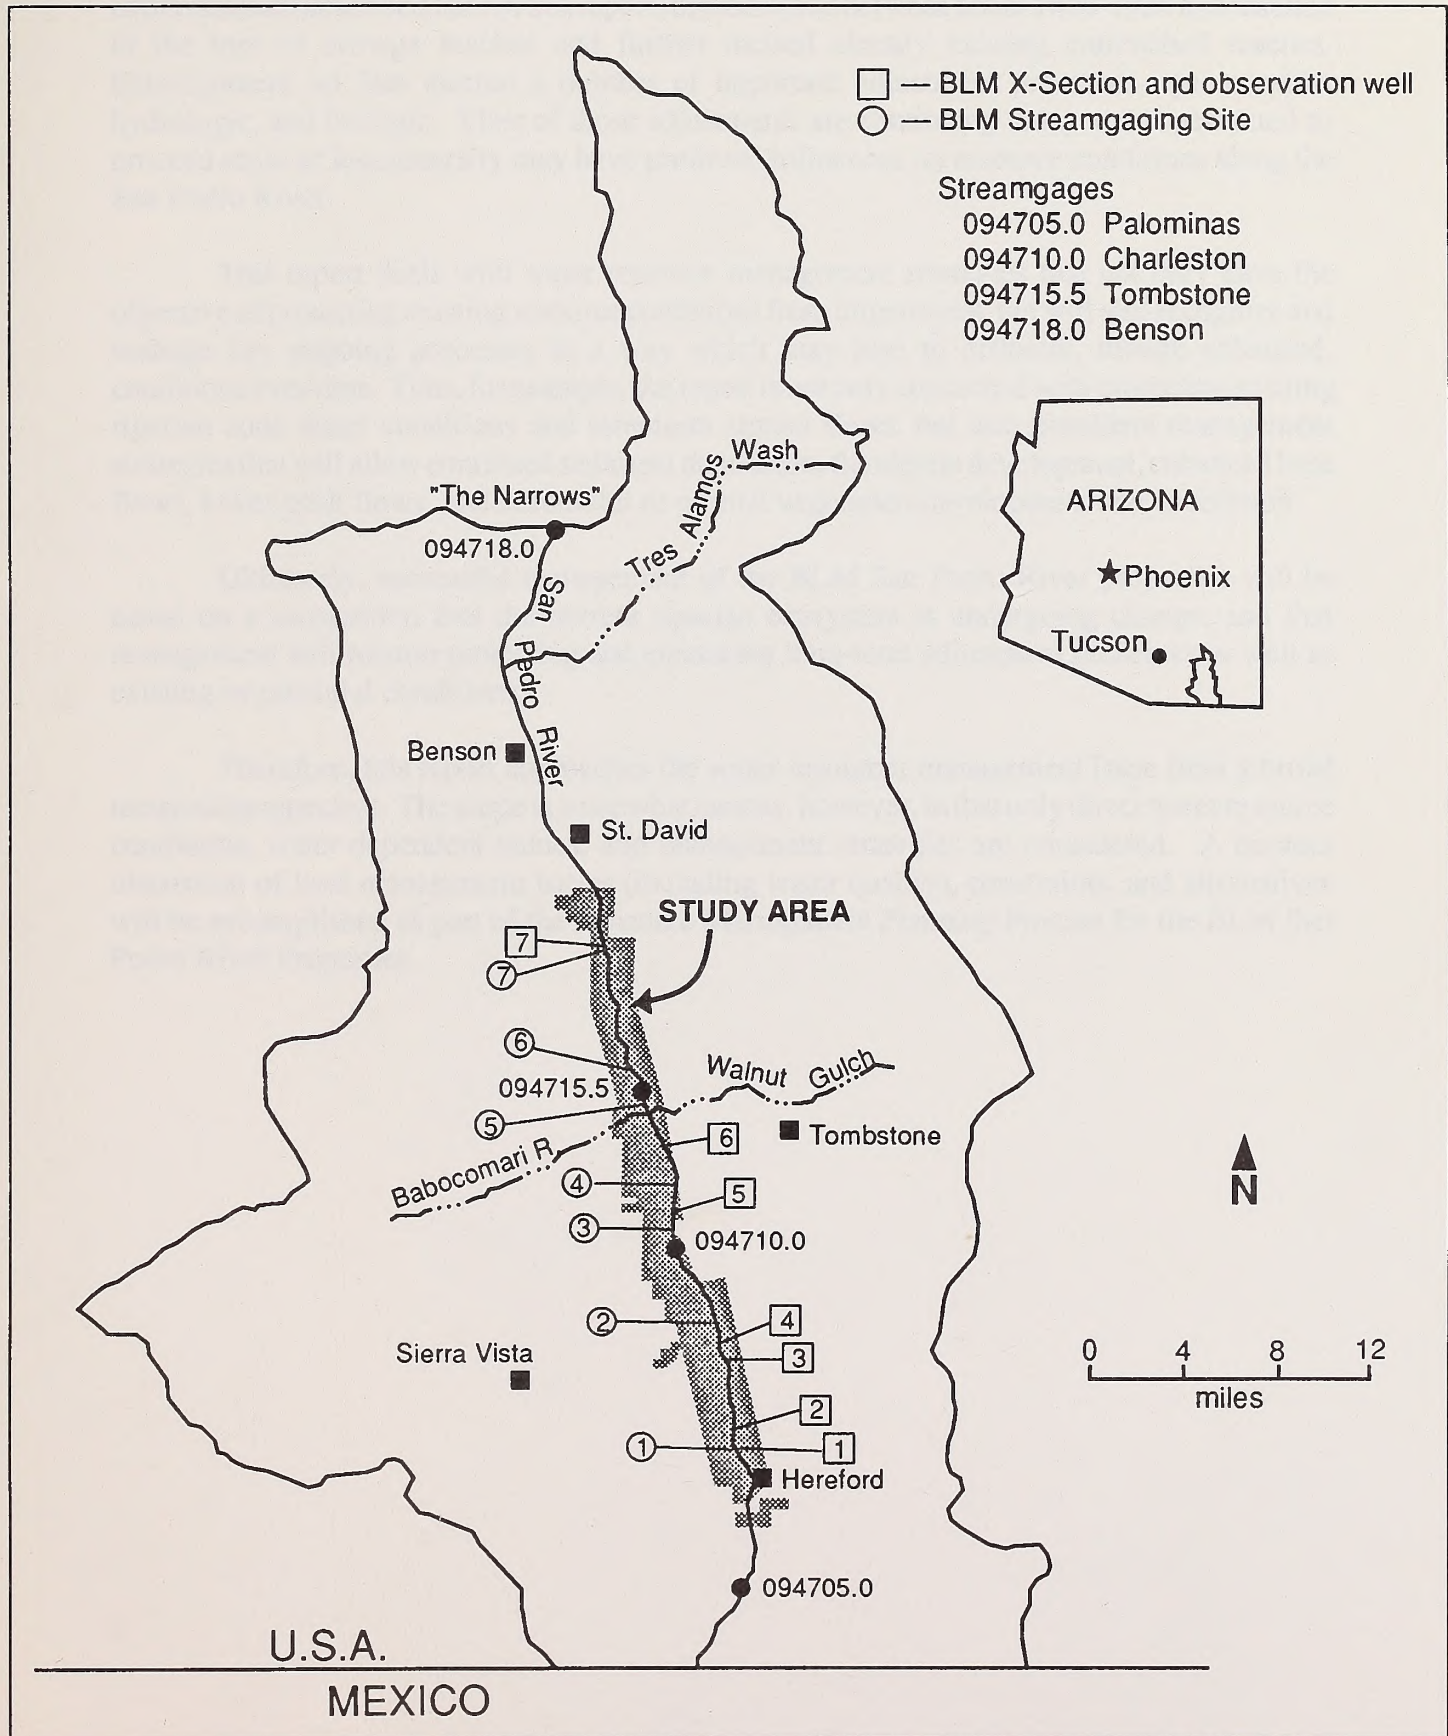 □ — BLM X-Section and observation well
○ — BLM Streamgaging Site
Streamgages
094705.0 Palominas
094710.0 Charleston
094715.5 Tombstone
094718.0 Benson
ARIZONA
Phoenix
Tucson
"The Narrows"
094718.0
Tres Alamos Wash
San Pedro River
Benson
St. David
STUDY AREA
7
7
6
094715.5
Walnut Gulch
5
Tombstone
6
Babocomari R.
4
5
3
094710.0
2
4
Sierra Vista
3
2
1
1
Hereford
094705.0
N
0 4 8 12
miles
U.S.A.
MEXICO